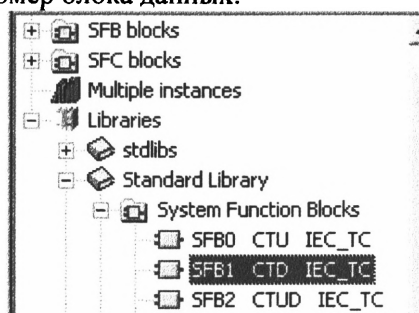 номер блока данных.
SFB blocks
SFC blocks
Multiple instances
Libraries
stdlibs
Standard Library
System Function Blocks
SFB0 CTU IEC_TC
SFB1 CTD IEC_TC
SFB2 CTUD IEC_TC